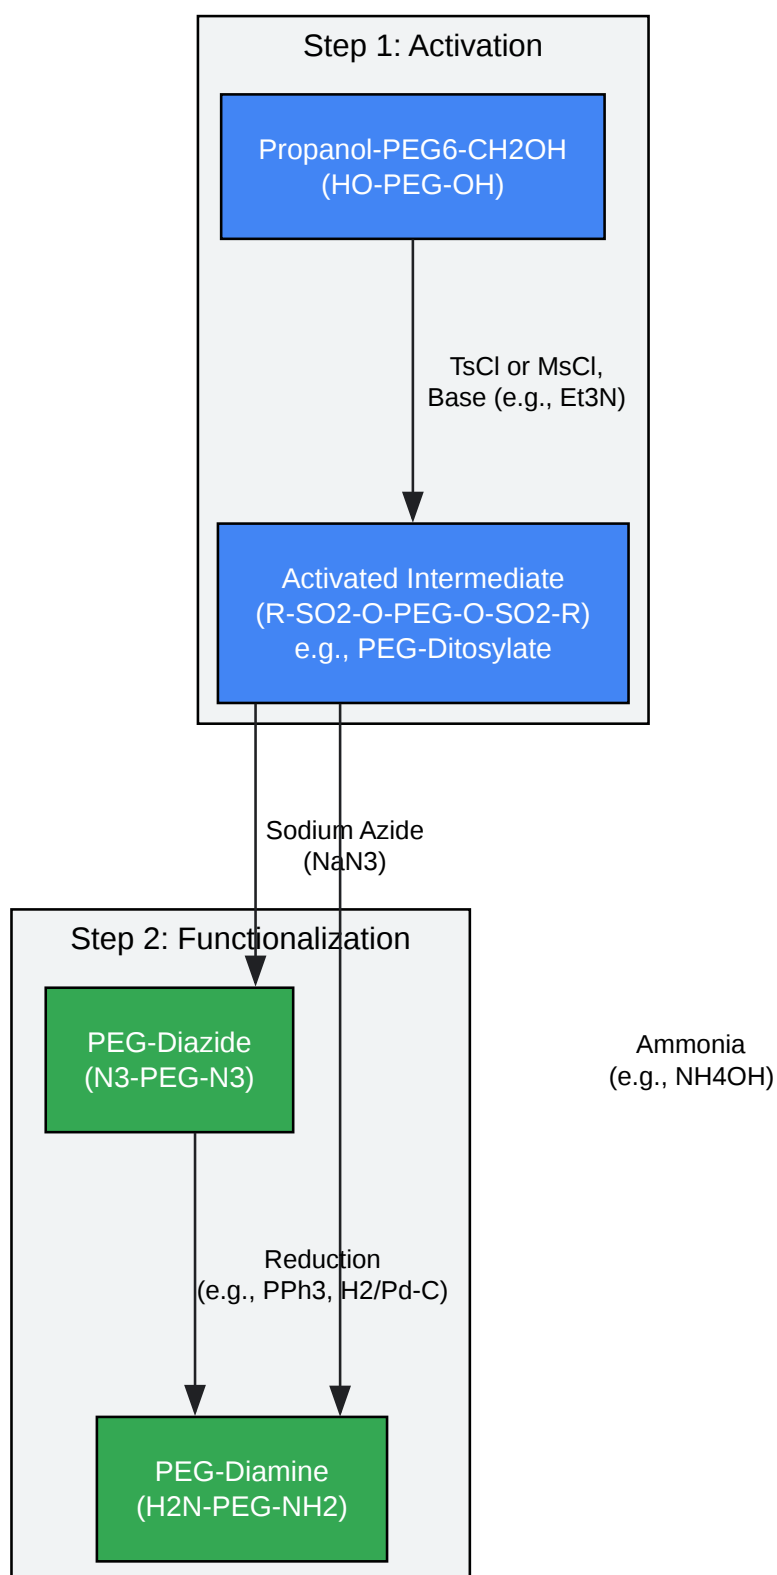 Step 1: Activation
Propanol-PEG6-CH2OH
(HO-PEG-OH)
TsCl or MsCl,
Base (e.g., Et3N)
Activated Intermediate
(R-SO2-O-PEG-O-SO2-R)
e.g., PEG-Ditosylate
Sodium Azide
(NaN3)
Step 2: Functionalization
PEG-Diazide
(N3-PEG-N3)
Ammonia
(e.g., NH4OH)
Reduction
(e.g., PPh3, H2/Pd-C)
PEG-Diamine
(H2N-PEG-NH2)